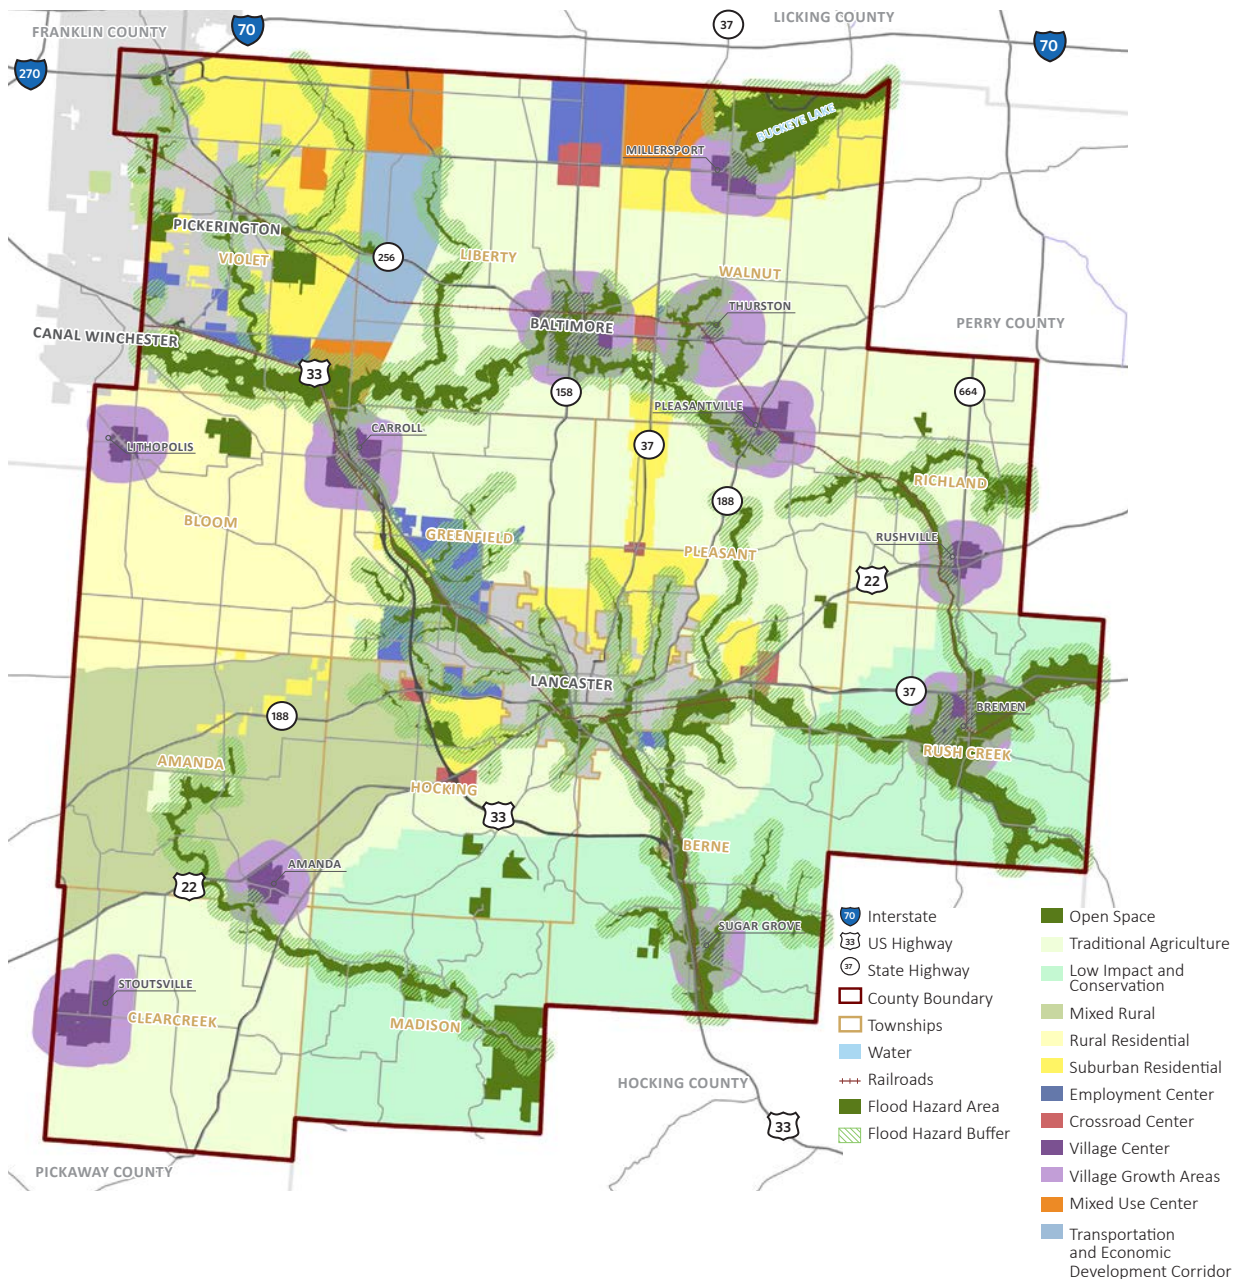 FRANKLIN COUNTY
70
37
LICKING COUNTY
70
270
BUCKEYE LAKE
MILLERSPORT
PICKERINGTON
VIOLET
256
LIBERTY
WALNUT
THURSTON
BALTIMORE
PERRY COUNTY
CANAL WINCHESTER
33
158
664
PLEASANTVILLE
CARROLL
37
LITHOPOLIS
RICHLAND
188
BLOOM
GREENFIELD
RUSHVILLE
PLEASANT
22
LANCASTER
37
BREMEN
188
RUSH CREEK
AMANDA
HOCKING
33
BERNE
AMANDA
22
SUGAR GROVE
STOUTSVILLE
CLEARCREEK
MADISON
HOCKING COUNTY
33
PICKAWAY COUNTY
70 Interstate
33 US Highway
37 State Highway
County Boundary
Townships
Water
Railroads
Flood Hazard Area
Flood Hazard Buffer
Open Space
Traditional Agriculture
Low Impact and
Conservation
Mixed Rural
Rural Residential
Suburban Residential
Employment Center
Crossroad Center
Village Center
Village Growth Areas
Mixed Use Center
Transportation
and Economic
Development Corridor